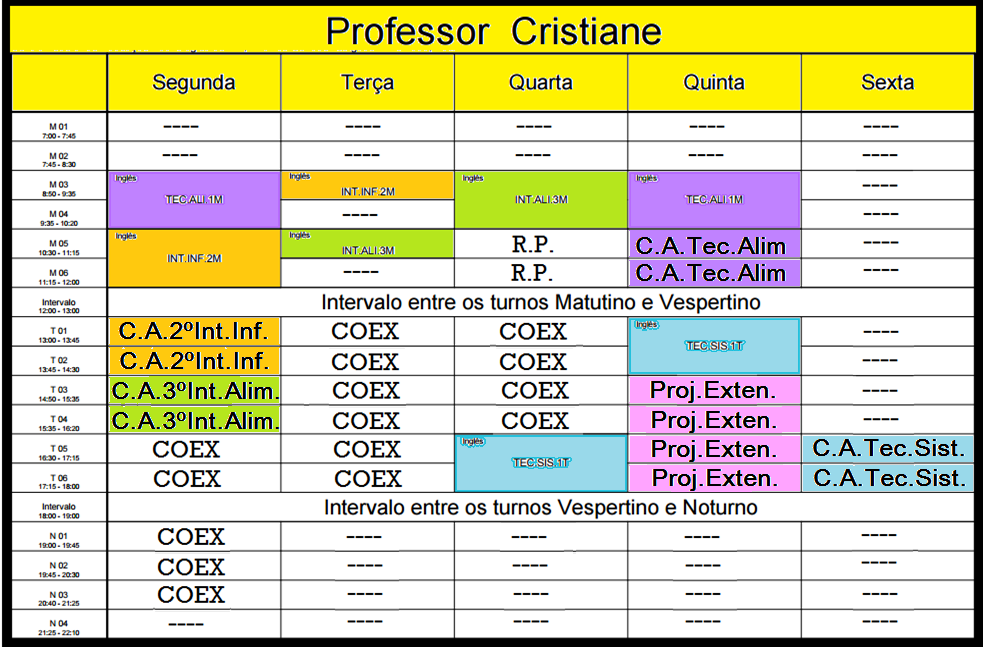 Professor Cristiane
Segunda Terça Quarta Quinta Sexta
M 01 ---- ---- ---- ---- ----
7:00 - 7:45
M 02 ---- ---- ---- ---- ----
7:45 - 8:30
M 03 Inglês Inglês INT.INF.2M Inglês Inglês ----
8:50 - 9:35 TEC.ALI.1M INT.ALI.3M TEC.ALI.1M
M 04 ---- ----
9:35 - 10:20
M 05 Inglês Inglês INT.ALI.3M R.P. C.A.Tec.Alim ----
10:30 - 11:15 INT.INF.2M
M 06 ---- R.P. C.A.Tec.Alim ----
11:15 - 12:00
Intervalo Intervalo entre os turnos Matutino e Vespertino
12:00 - 13:00
T 01 C.A.2ºInt.Inf. COEX COEX Inglês ----
13:00 - 13:45 TEC.SIS.1T
T 02 C.A.2ºInt.Inf. COEX COEX ----
13:45 - 14:30
T 03 C.A.3ºInt.Alim. COEX COEX Proj.Exten. ----
14:50 - 15:35
T 04 C.A.3ºInt.Alim. COEX COEX Proj.Exten. ----
15:35 - 16:20
T 05 COEX COEX Inglês Proj.Exten. C.A.Tec.Sist.
16:30 - 17:15 TEC.SIS.1T
T 06 COEX COEX Proj.Exten. C.A.Tec.Sist.
17:15 - 18:00
Intervalo Intervalo entre os turnos Vespertino e Noturno
18:00 - 19:00
N 01 COEX ---- ---- ---- ----
19:00 - 19:45
N 02 COEX ---- ---- ---- ----
19:45 - 20:30
N 03 COEX ---- ---- ---- ----
20:40 - 21:25
N 04 ---- ---- ---- ---- ----
21:25 - 22:10